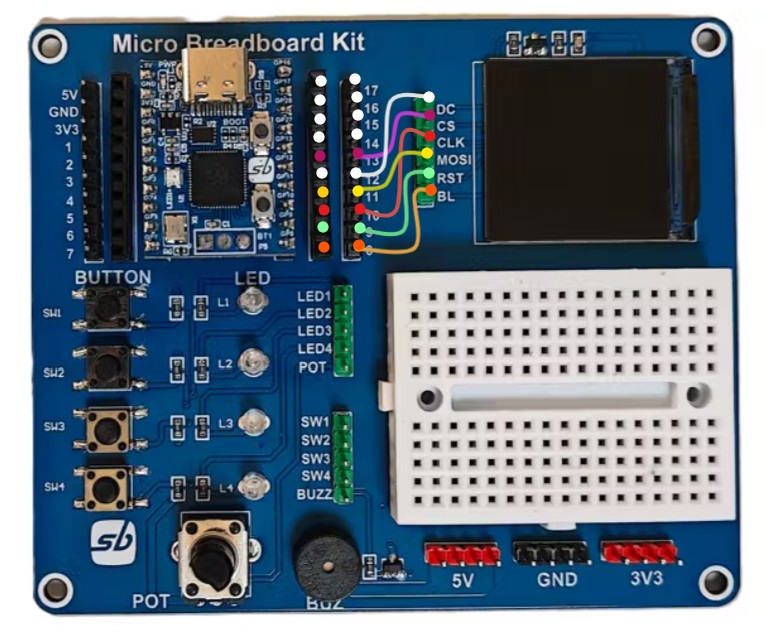 Micro Breadboard Kit
PWR
BOOT
5V
GND
3V3
1
2
3
4
5
6
7
17
16
15
14
13
12
11
10
9
8
DC
CS
CLK
MOSI
RST
BL
sb
BUTTON
LED
SW1
SW2
SW3
SW4
L1
L2
L3
L4
LED1
LED2
LED3
LED4
POT
SW1
SW2
SW3
SW4
BUZZ
sb
POT
BUZ
5V
GND
3V3